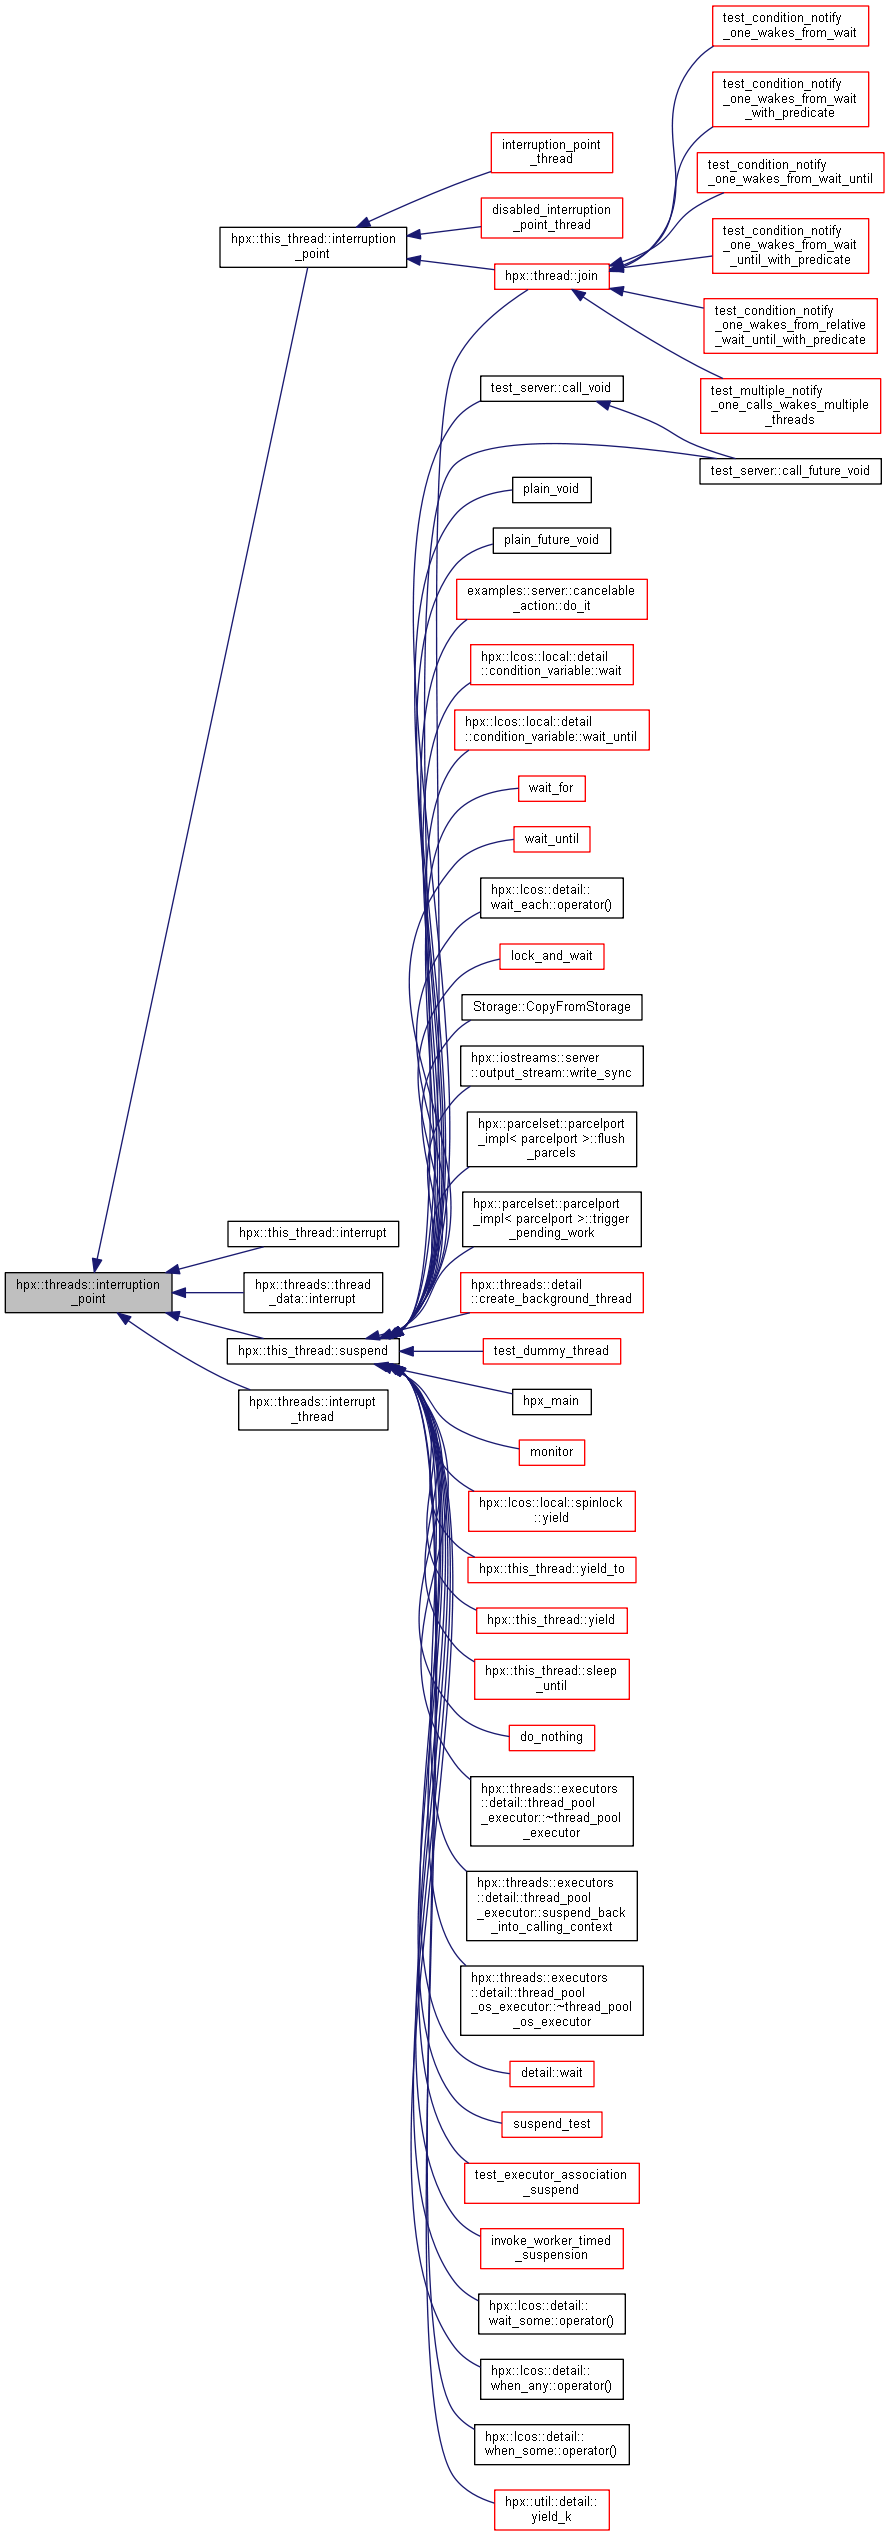 test_condition_notify
_one_wakes_from_wait
test_condition_notify
_one_wakes_from_wait
_with_predicate
interruption_point
_thread
test_condition_notify
_one_wakes_from_wait_until
disabled_interruption
_point_thread
hpx::this_thread::interruption
_point
test_condition_notify
_one_wakes_from_wait
_until_with_predicate
hpx::thread::join
test_condition_notify
_one_wakes_from_relative
_wait_until_with_predicate
test_server::call_void
test_multiple_notify
_one_calls_wakes_multiple
_threads
test_server::call_future_void
plain_void
plain_future_void
examples::server::cancelable
_action::do_it
hpx::lcos::local::detail
::condition_variable::wait
hpx::lcos::local::detail
::condition_variable::wait_until
wait_for
wait_until
hpx::lcos::detail::
wait_each::operator()
lock_and_wait
Storage::CopyFromStorage
hpx::iostreams::server
::output_stream::write_sync
hpx::parcelset::parcelport
_impl< parcelport >::flush
_parcels
hpx::parcelset::parcelport
_impl< parcelport >::trigger
_pending_work
hpx::this_thread::interrupt
hpx::threads::interruption
_point
hpx::threads::thread
_data::interrupt
hpx::threads::detail
::create_background_thread
hpx::this_thread::suspend
test_dummy_thread
hpx::threads::interrupt
_thread
hpx_main
monitor
hpx::lcos::local::spinlock
::yield
hpx::this_thread::yield_to
hpx::this_thread::yield
hpx::this_thread::sleep
_until
do_nothing
hpx::threads::executors
::detail::thread_pool
_executor::~thread_pool
_executor
hpx::threads::executors
::detail::thread_pool
_executor::suspend_back
_into_calling_context
hpx::threads::executors
::detail::thread_pool
_os_executor::~thread_pool
_os_executor
detail::wait
suspend_test
test_executor_association
_suspend
invoke_worker_timed
_suspension
hpx::lcos::detail::
wait_some::operator()
hpx::lcos::detail::
when_any::operator()
hpx::lcos::detail::
when_some::operator()
hpx::util::detail::
yield_k